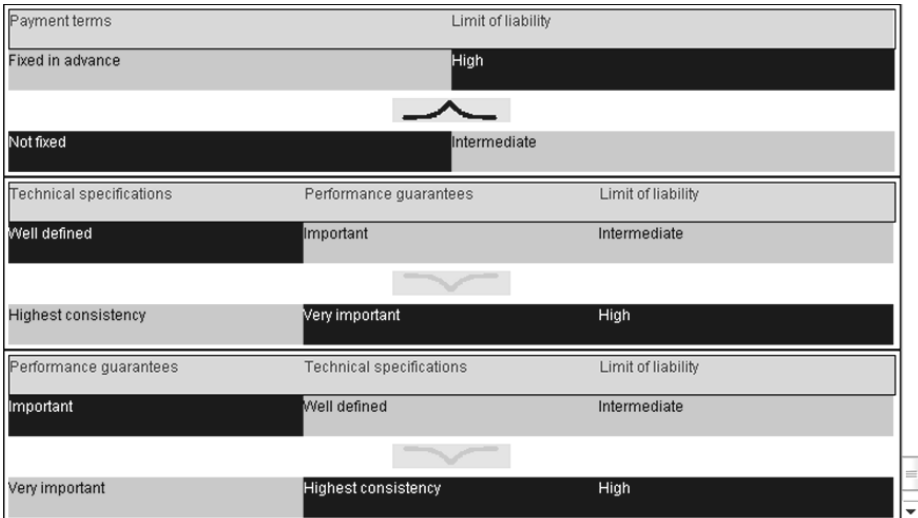 Payment terms Limit of liability
Fixed in advance High
Not fixed Intermediate
Technical specifications Performance guarantees Limit of liability
Well defined Important Intermediate
Highest consistency Very important High
Performance guarantees Technical specifications Limit of liability
Important Well defined Intermediate
Very important Highest consistency High